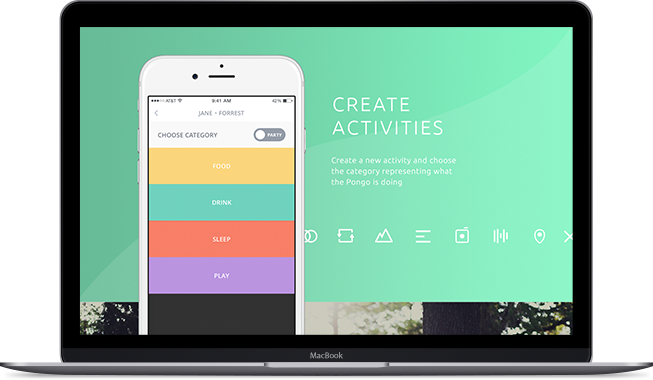 AT&T 9:41 AM 42%
JANE • FORREST
CHOOSE CATEGORY PARTY
FOOD
DRINK
SLEEP
PLAY
CREATE
ACTIVITIES
Create a new activity and choose
the category representing what
the Pongo is doing
MacBook